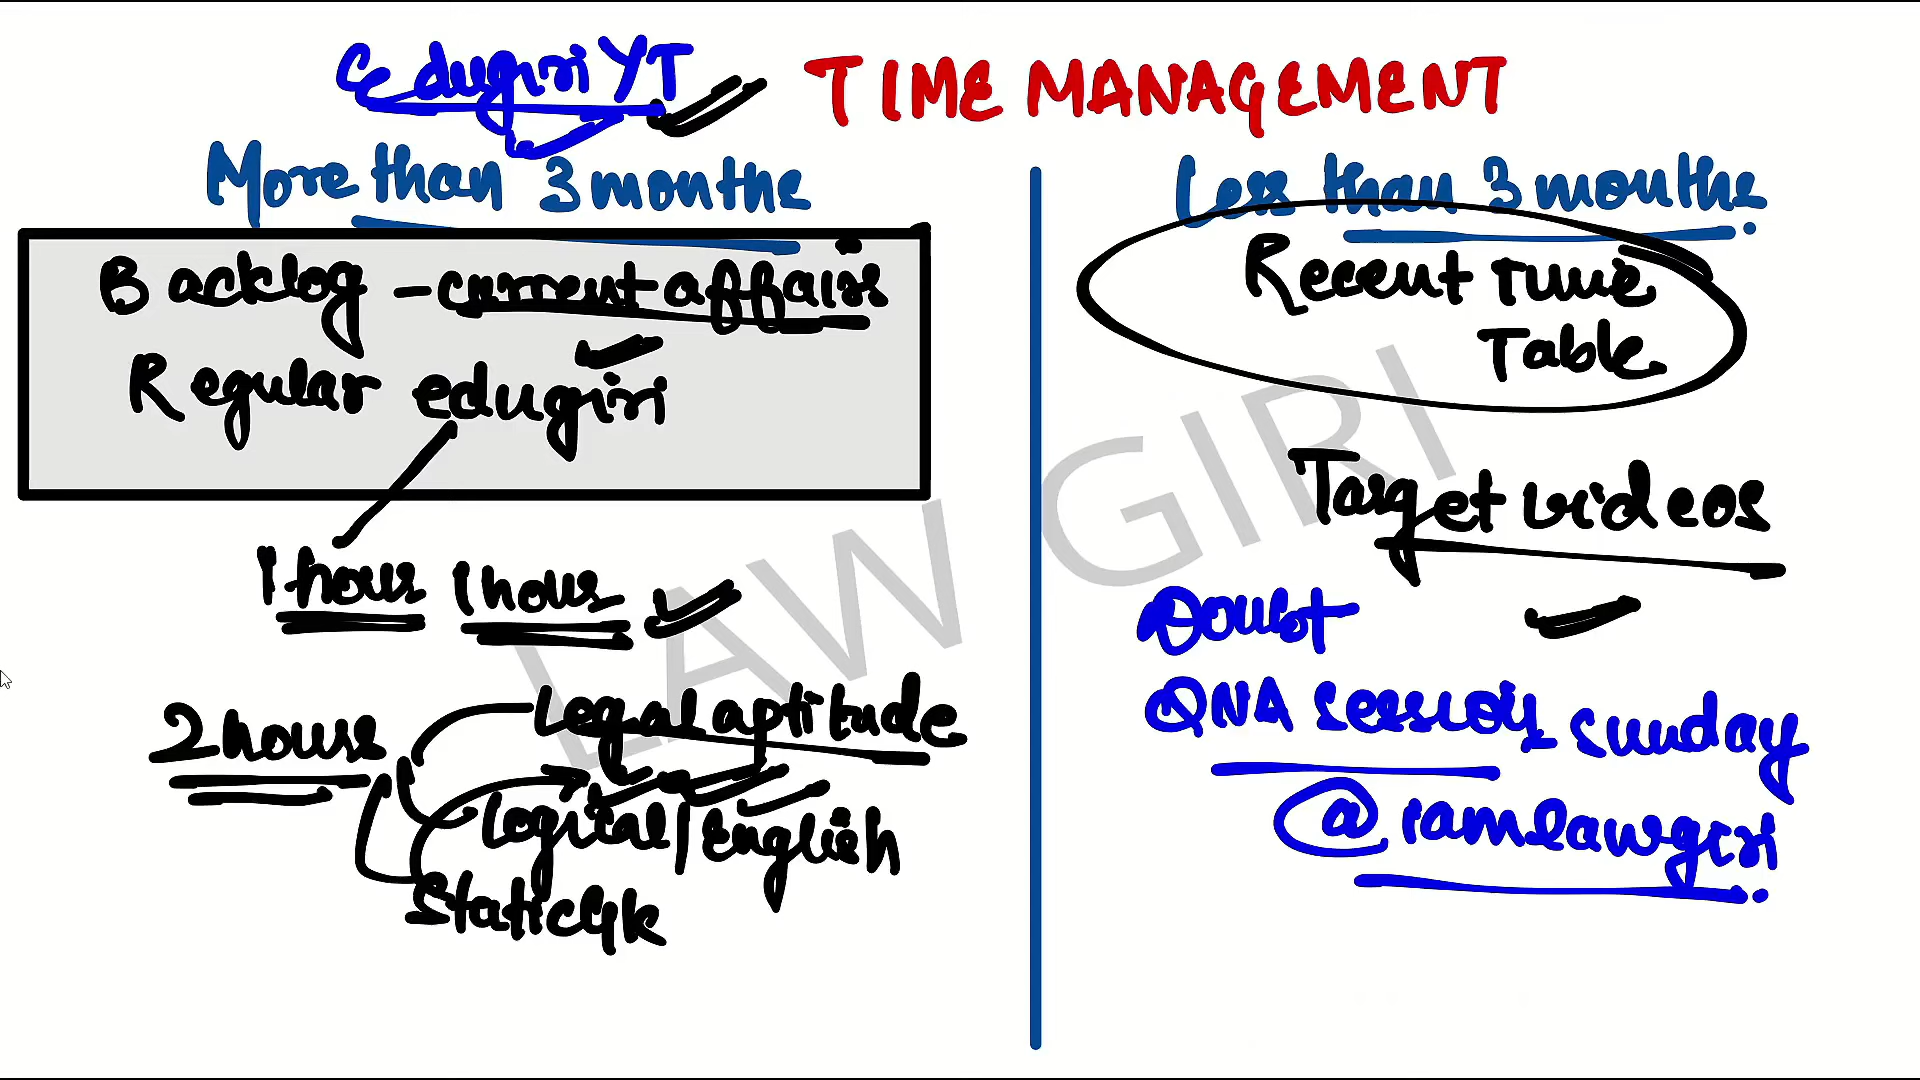 Edugiri YT
TIME MANAGEMENT
More than 3 months
Backlog - current affairs
Regular edugiri
1 hour 1 hour
2 hours
Legal aptitude
Logical / English
Static Gk
Less than 3 months.
Recent Time
Table
Target videos
Doubt
QNA session sunday
@iamlawgiri
LAW GIRI